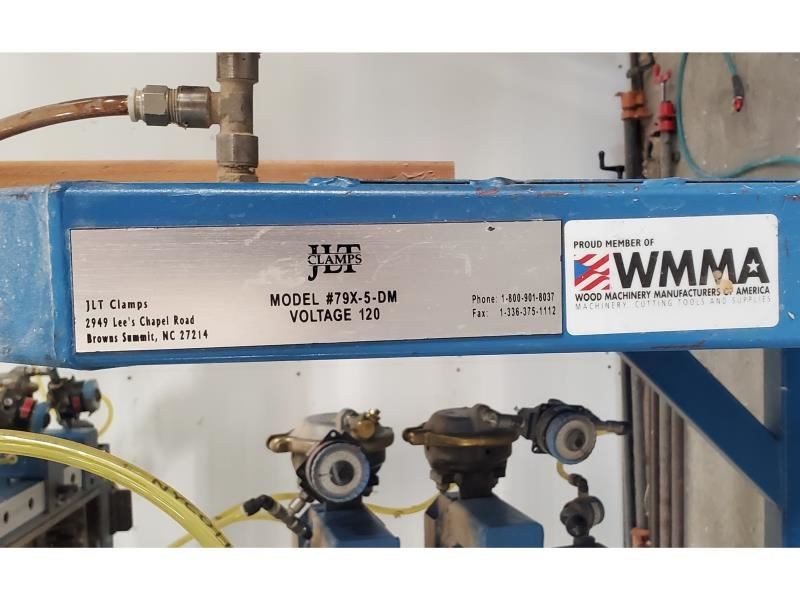 JLT
CLAMPS
MODEL #79X-5-DM
VOLTAGE 120
JLT Clamps
2949 Lee's Chapel Road
Browns Summit, NC 27214
Phone: 1-800-901-8037
Fax: 1-336-375-1112
PROUD MEMBER OF
WMMA
WOOD MACHINERY MANUFACTURERS OF AMERICA
MACHINERY, CUTTING TOOLS AND SUPPLIES
NYCO